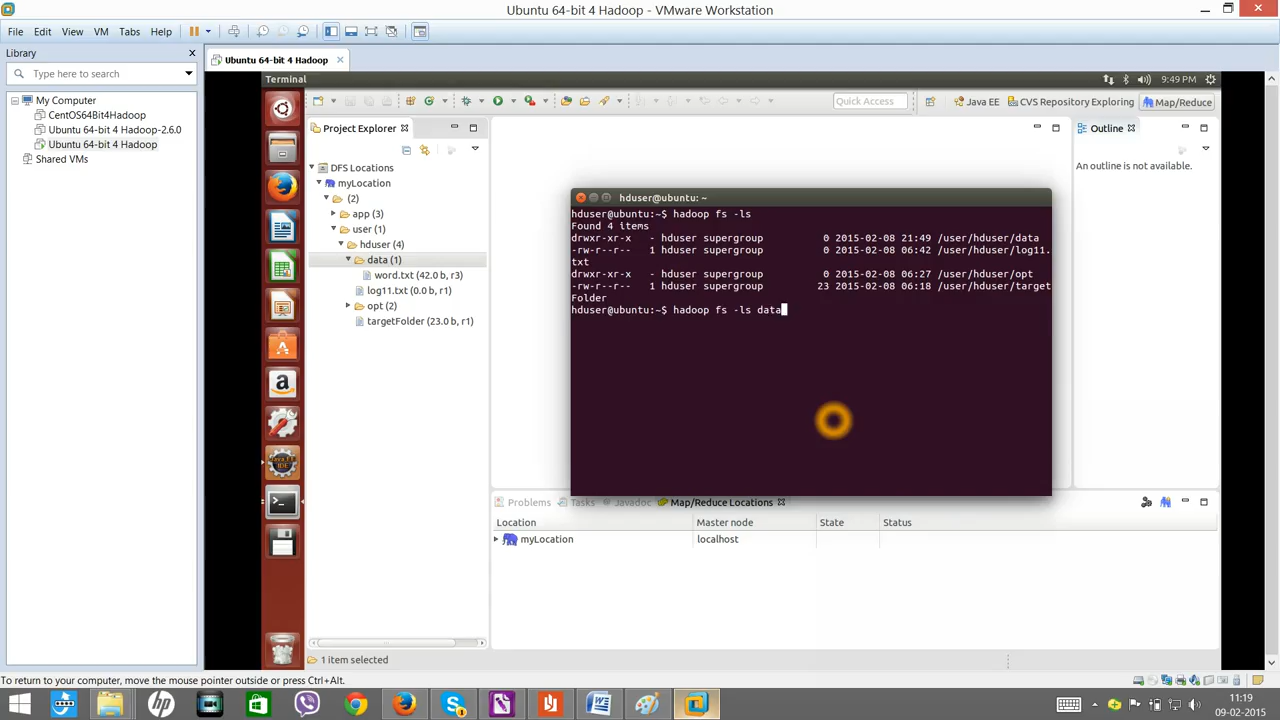 Ubuntu 64-bit 4 Hadoop - VMware Workstation
File Edit View VM Tabs Help
Library
Type here to search
My Computer
CentOS64Bit4Hadoop
Ubuntu 64-bit 4 Hadoop-2.6.0
Ubuntu 64-bit 4 Hadoop
Shared VMs
Ubuntu 64-bit 4 Hadoop
Terminal
9:49 PM
Quick Access
Java EE
CVS Repository Exploring
Map/Reduce
Project Explorer
DFS Locations
myLocation
(2)
app (3)
user (1)
hduser (4)
data (1)
word.txt (42.0 b, r3)
log11.txt (0.0 b, r1)
opt (2)
targetFolder (23.0 b, r1)
Outline
An outline is not available.
hduser@ubuntu: ~
hduser@ubuntu:~$ hadoop fs -ls
Found 4 items
drwxr-xr-x - hduser supergroup 0 2015-02-08 21:49 /user/hduser/data
-rw-r--r-- 1 hduser supergroup 0 2015-02-08 06:42 /user/hduser/log11.
txt
drwxr-xr-x - hduser supergroup 0 2015-02-08 06:27 /user/hduser/opt
-rw-r--r-- 1 hduser supergroup 23 2015-02-08 06:18 /user/hduser/target
Folder
hduser@ubuntu:~$ hadoop fs -ls data
Problems Tasks Javadoc Map/Reduce Locations
Location Master node State Status
myLocation localhost
1 item selected
To return to your computer, move the mouse pointer outside or press Ctrl+Alt.
11:19
09-02-2015